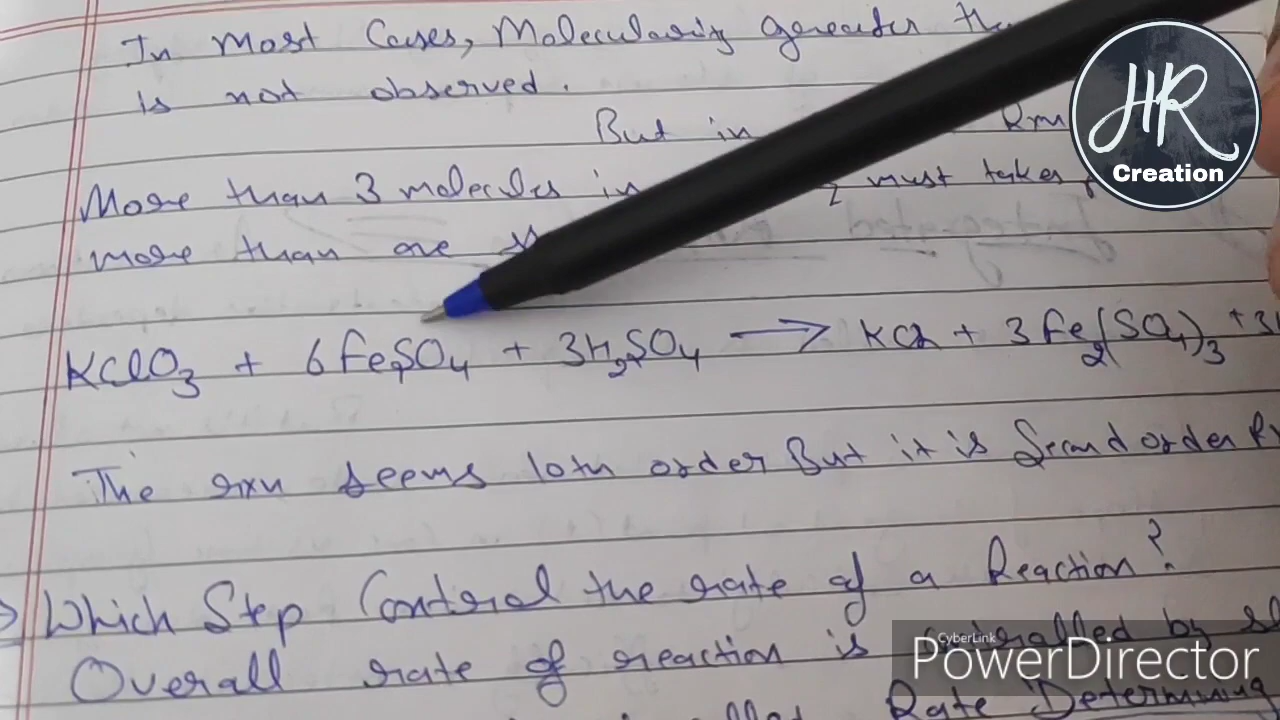 In Most Cases, Molecularity greater
is not observed.
But in
More than 3 molecules in must takes
more than one
KClO3 + 6FeSO4 + 3H2SO4 → KCl + 3Fe2(SO4)3 +
The rxn seems 10th order But it is Second order
Which Step Control the rate of a Reaction?
Overall rate of reaction is controlled by
Rate Determining
HR
Creation
CyberLink
PowerDirector